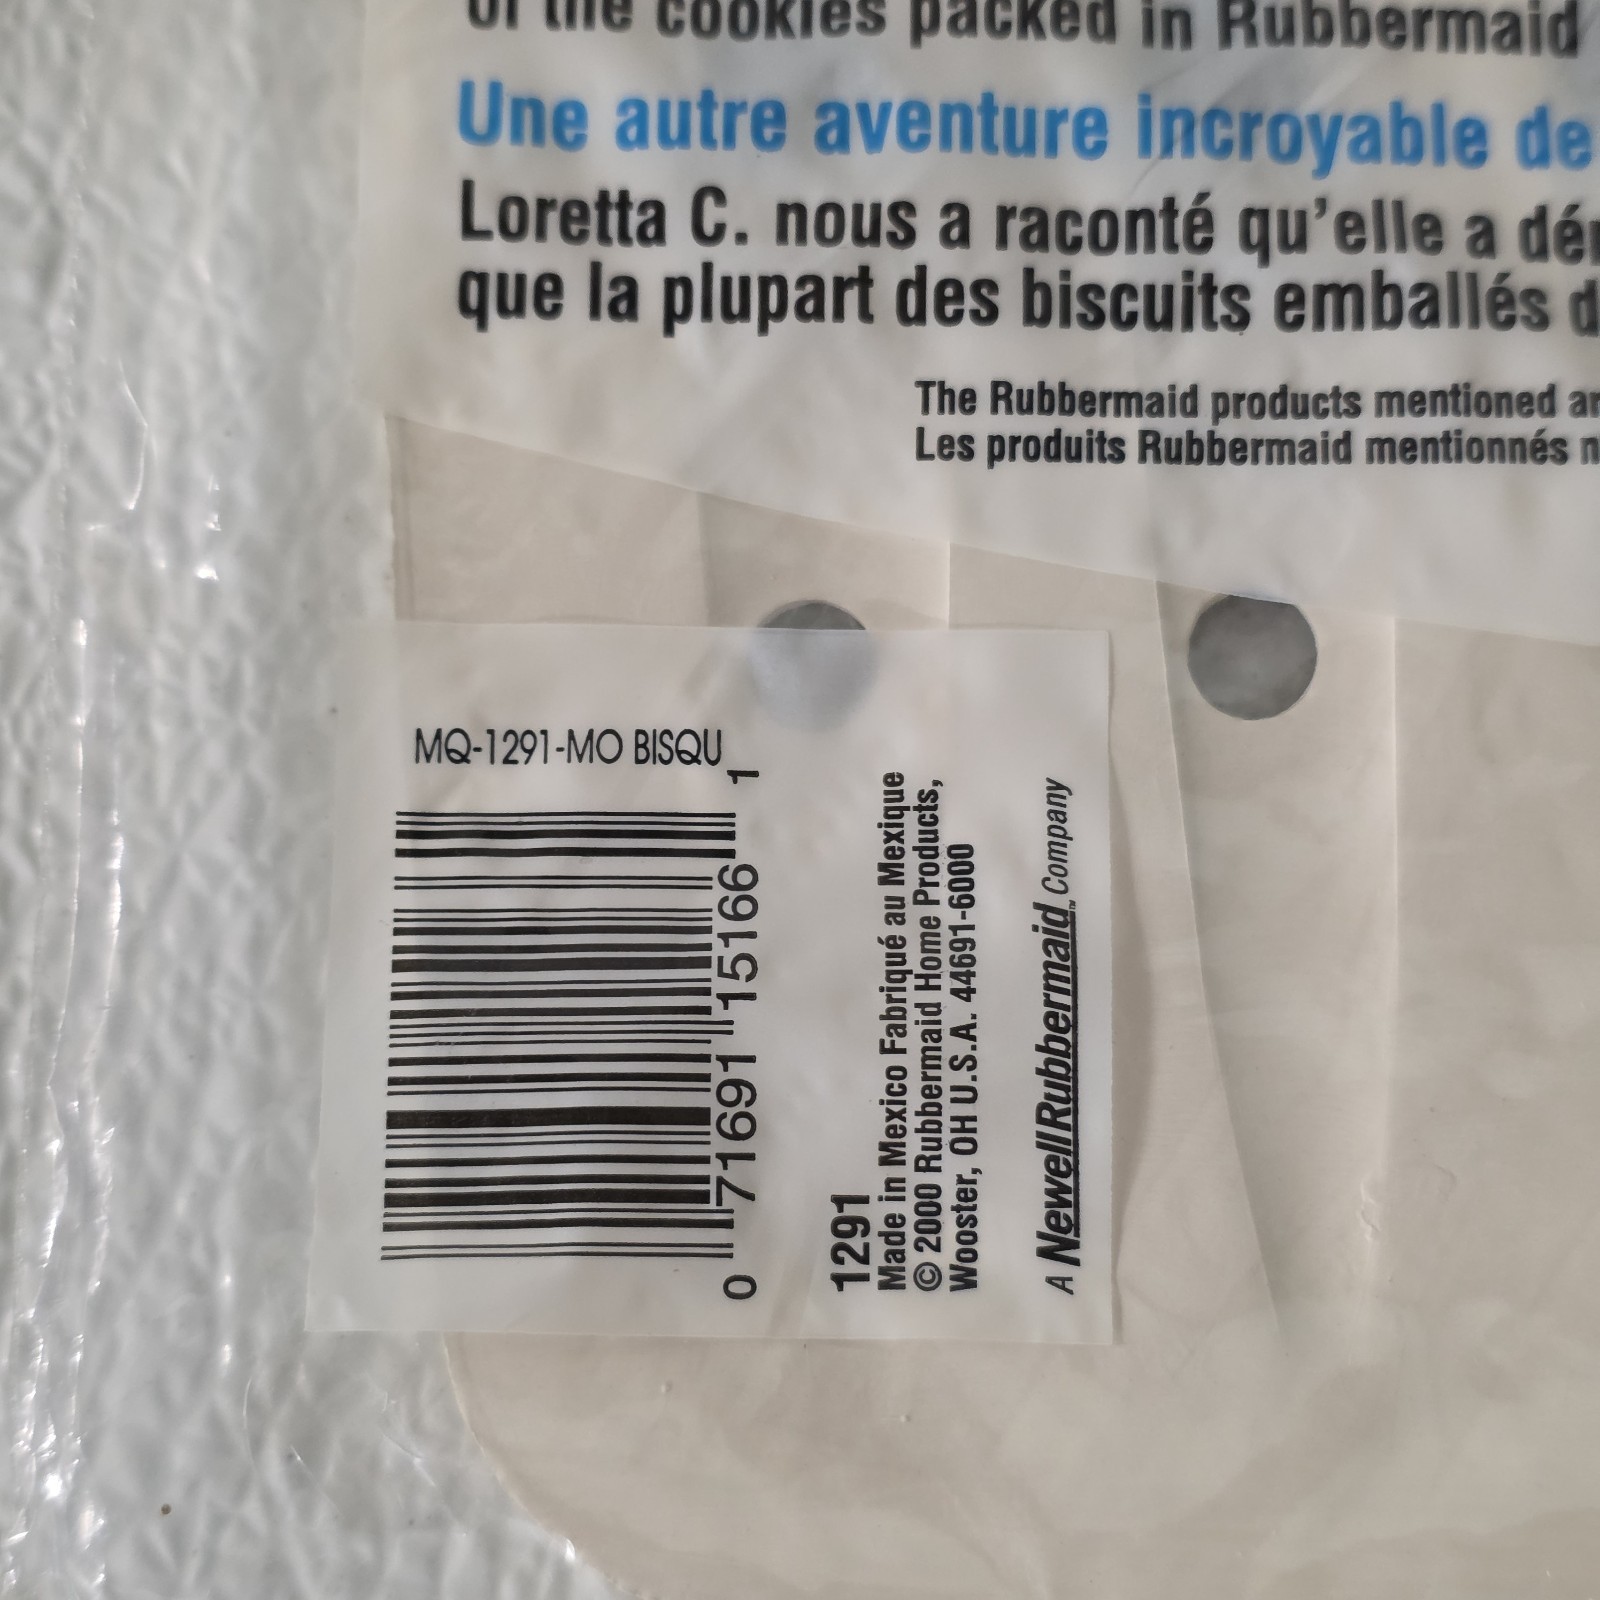 of the cookies packed in Rubbermaid
Une autre aventure incroyable de
Loretta C. nous a raconté qu'elle a
que la plupart des biscuits emballés
The Rubbermaid products mentioned
Les produits Rubbermaid mentionnés
MQ-1291-MO BISQU
0 71691 15166 1
1291
Made in Mexico Fabriqué au Mexique
© 2000 Rubbermaid Home Products,
Wooster, OH U.S.A. 44691-6000
A NewellRubbermaid™ Company